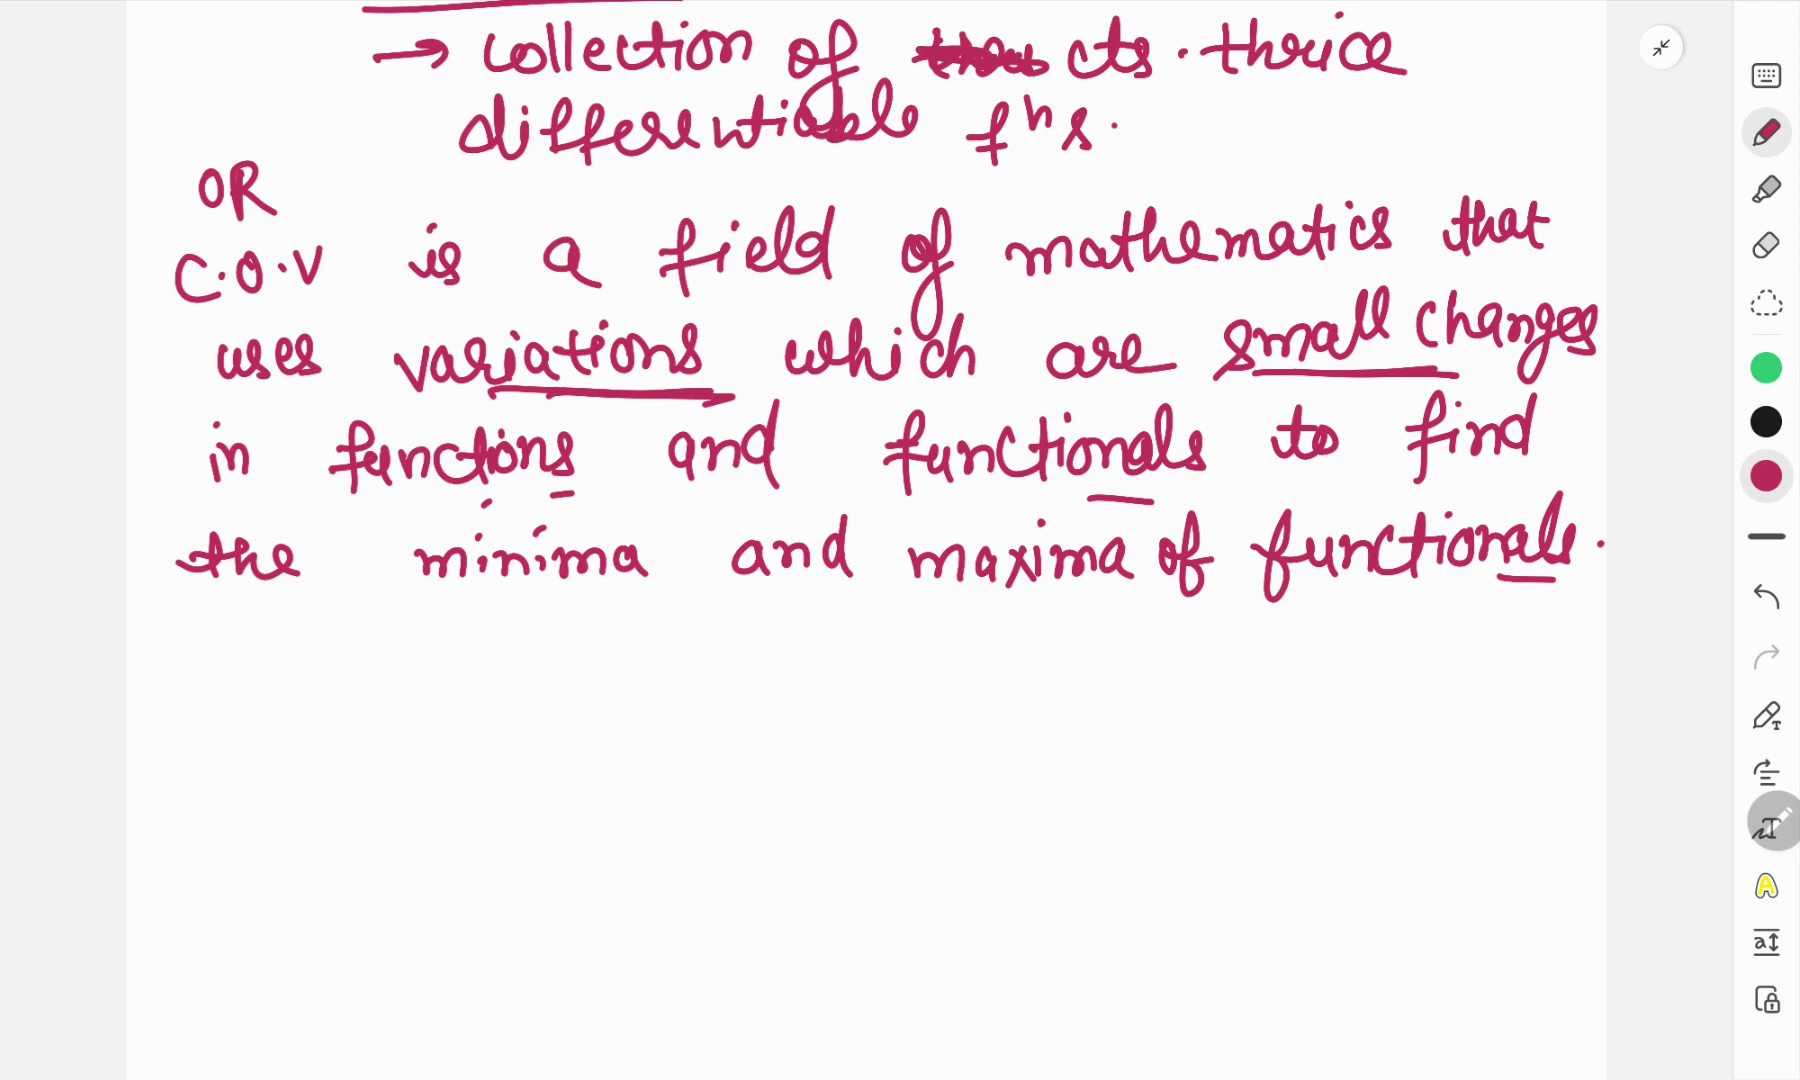 → collection of cts. thrice
differentiable fⁿs.
OR
C.O.V is a field of mathematics that
uses variations which are small changes
in functions and functionals to find
the minima and maxima of functionals.